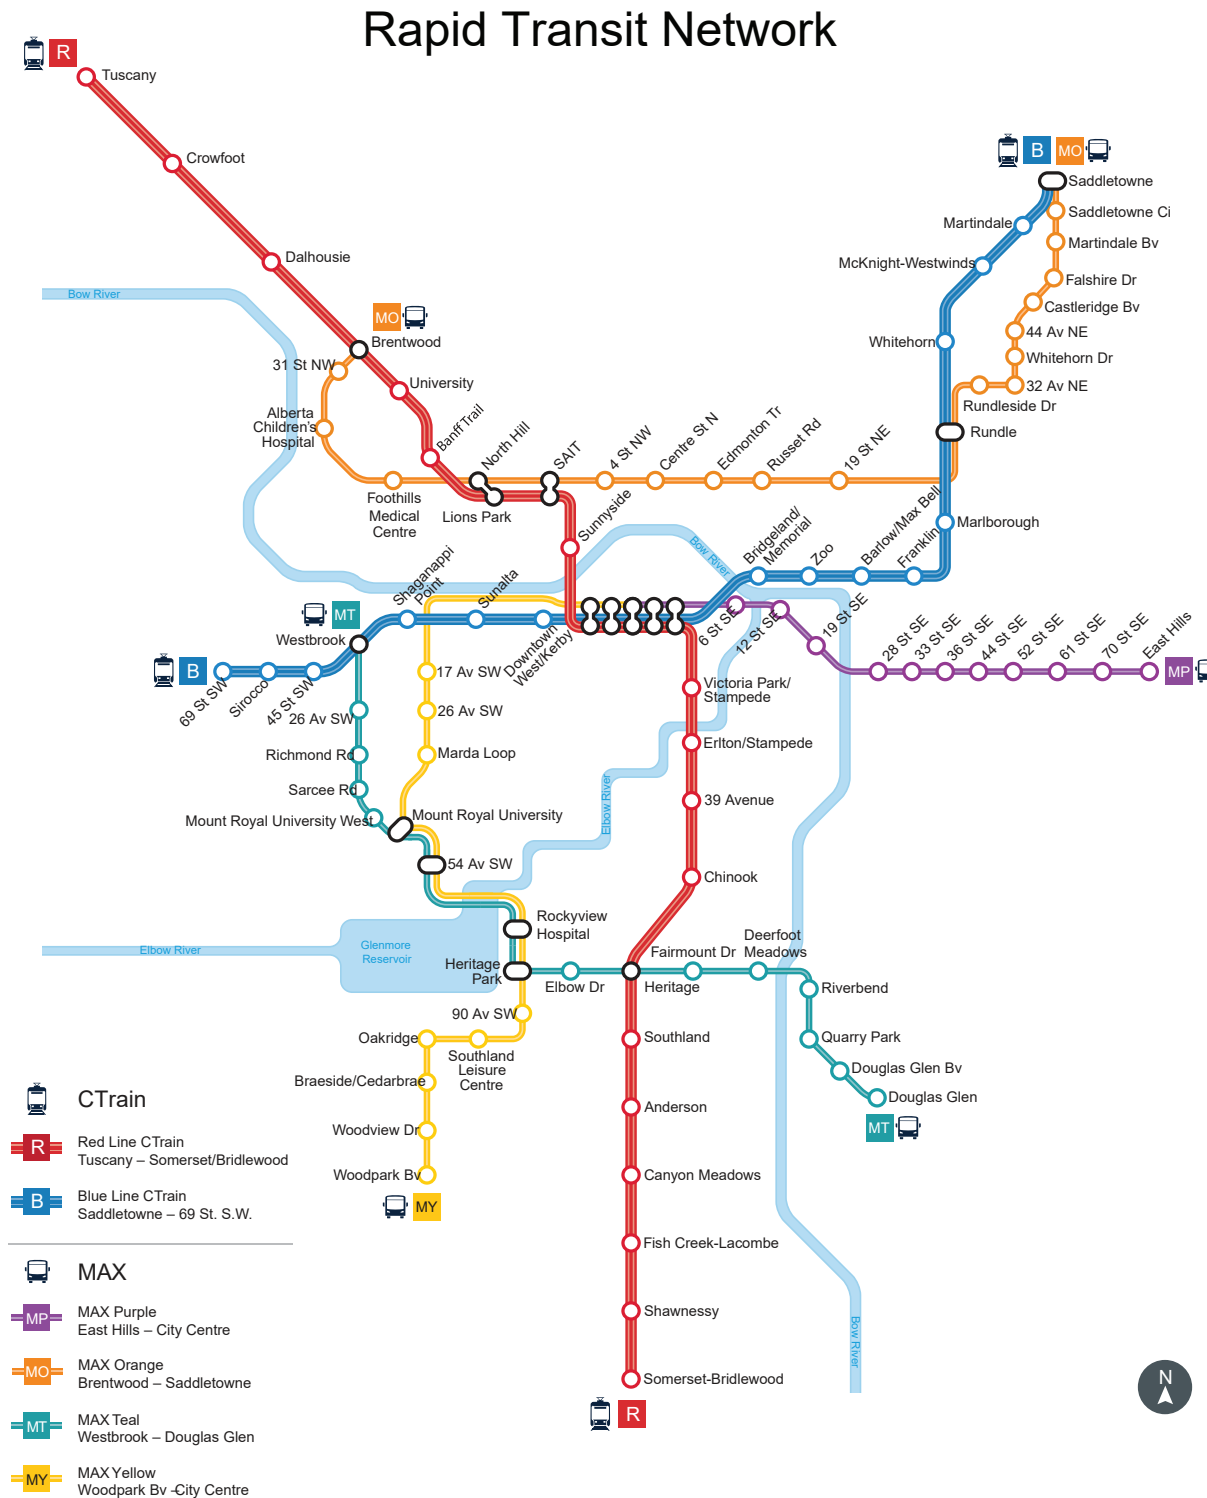 Rapid Transit Network
R
Tuscany
Crowfoot
Dalhousie
B
MO
Saddletowne
Saddletowne Ci
Martindale
Martindale Bv
McKnight-Westwinds
Falshire Dr
Castleridge Bv
44 Av NE
Whitehorn
Whitehorn Dr
32 Av NE
Rundleside Dr
Rundle
Bow River
MO
Brentwood
31 St NW
University
Alberta
Children's
Hospital
Banff Trail
North Hill
SAIT
4 St NW
Centre St N
Edmonton Tr
Russet Rd
19 St NE
Foothills
Medical
Centre
Lions Park
Sunnyside
Bow River
Bridgeland/
Memorial
Zoo
Barlow/Max Bell
Franklin
Marlborough
Shaganappi
Point
Sunalta
MT
Westbrook
Downtown
West/Kerby
6 St SE
12 St SE
19 St SE
28 St SE
33 St SE
36 St SE
44 St SE
52 St SE
61 St SE
70 St SE
East Hills
MP
B
69 St SW
Sirocco
45 St SW
17 Av SW
26 Av SW
26 Av SW
Victoria Park/
Stampede
Richmond Rd
Marda Loop
Erlton/Stampede
Sarcee Rd
39 Avenue
Elbow River
Mount Royal University West
Mount Royal University
54 Av SW
Chinook
Rockyview
Hospital
Elbow River
Glenmore
Reservoir
Heritage
Park
Elbow Dr
Heritage
Fairmount Dr
Deerfoot
Meadows
Riverbend
90 Av SW
Oakridge
Southland
Leisure
Centre
Southland
Quarry Park
Braeside/Cedarbrae
Douglas Glen Bv
Douglas Glen
MT
Anderson
Woodview Dr
Woodpark Bv
MY
Canyon Meadows
Fish Creek-Lacombe
Shawnessy
Bow River
Somerset-Bridlewood
R
N
CTrain
R
Red Line CTrain
Tuscany – Somerset/Bridlewood
B
Blue Line CTrain
Saddletowne – 69 St. S.W.
MAX
MP
MAX Purple
East Hills – City Centre
MO
MAX Orange
Brentwood – Saddletowne
MT
MAX Teal
Westbrook – Douglas Glen
MY
MAX Yellow
Woodpark Bv –City Centre